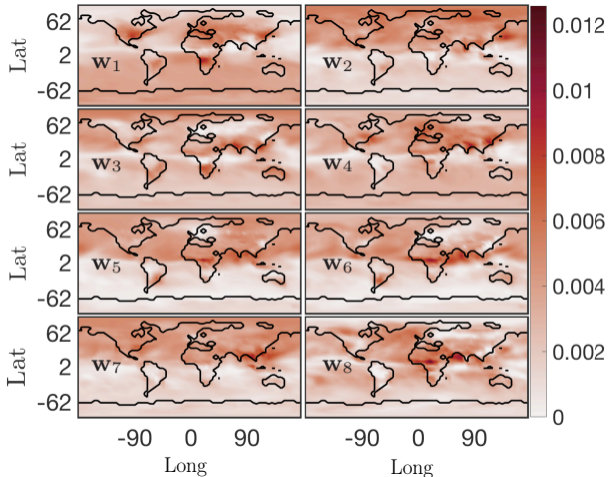 Lat 62 2 -62 w1 w2
Lat 62 2 -62 w3 w4
Lat 62 2 -62 w5 w6
Lat 62 2 -62 w7 w8
-90 0 90 -90 0 90
Long Long
0.012
0.01
0.008
0.006
0.004
0.002
0